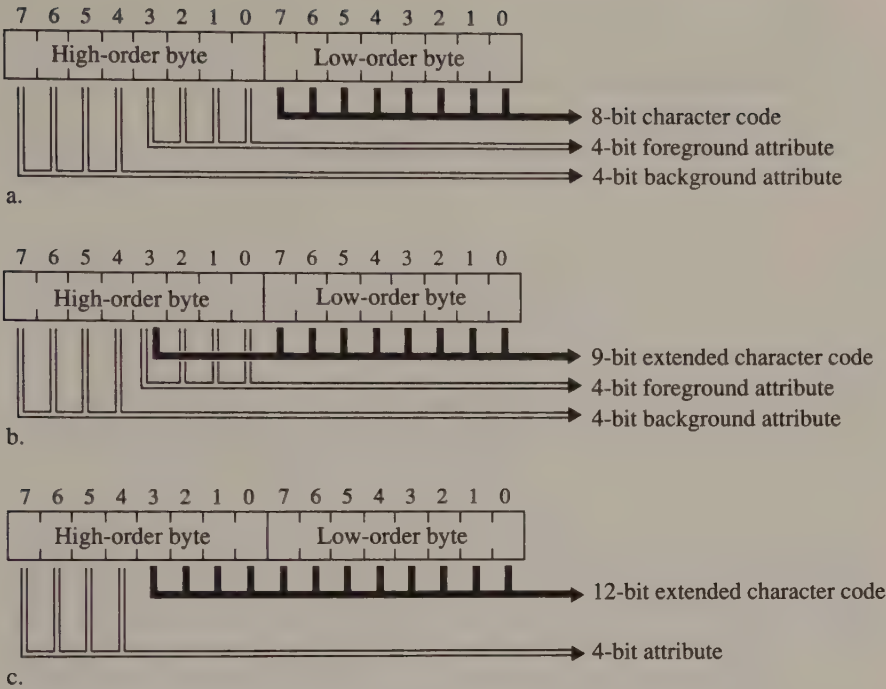 7 6 5 4 3 2 1 0 7 6 5 4 3 2 1 0
High-order byte Low-order byte
8-bit character code
4-bit foreground attribute
4-bit background attribute
a.
7 6 5 4 3 2 1 0 7 6 5 4 3 2 1 0
High-order byte Low-order byte
9-bit extended character code
4-bit foreground attribute
4-bit background attribute
b.
7 6 5 4 3 2 1 0 7 6 5 4 3 2 1 0
High-order byte Low-order byte
12-bit extended character code
4-bit attribute
c.